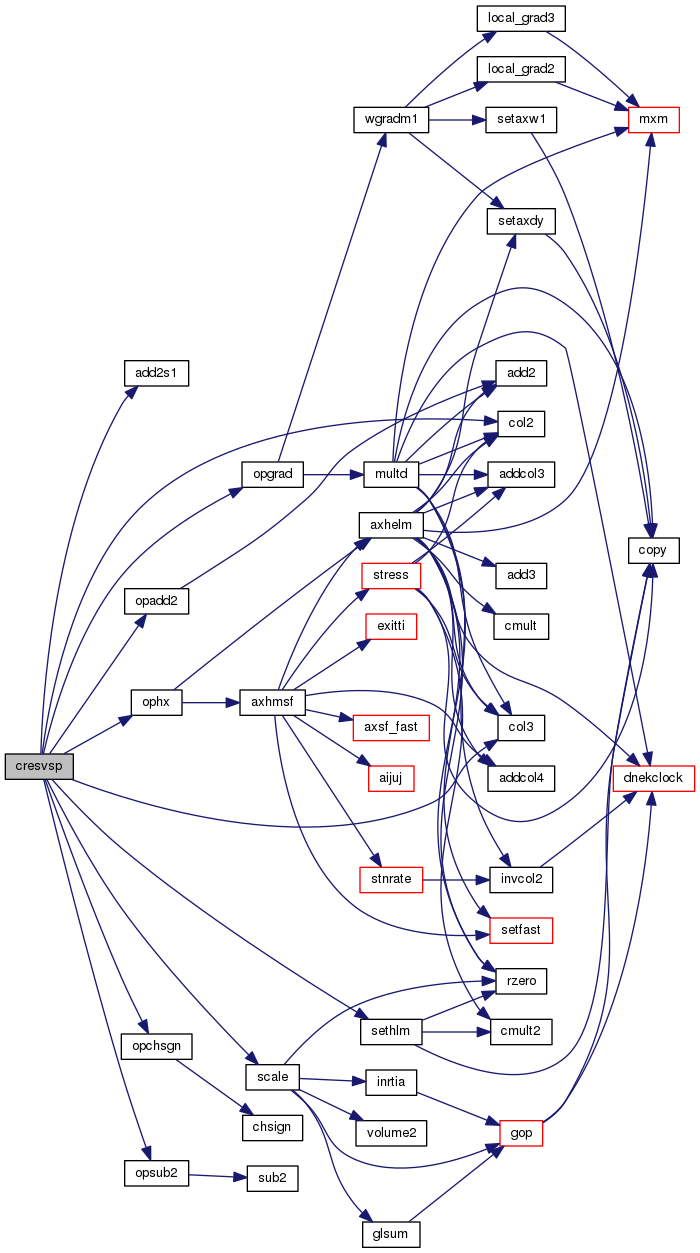 local_grad3
local_grad2
wgradm1
setaxw1
mxm
setaxdy
add2s1
add2
col2
opgrad
multd
addcol3
axhelm
copy
stress
add3
opadd2
exitti
cmult
ophx
axhmsf
axsf_fast
col3
cresvsp
aijuj
addcol4
dnekclock
stnrate
invcol2
setfast
rzero
sethlm
cmult2
opchsgn
scale
inrtia
chsign
volume2
gop
opsub2
sub2
glsum